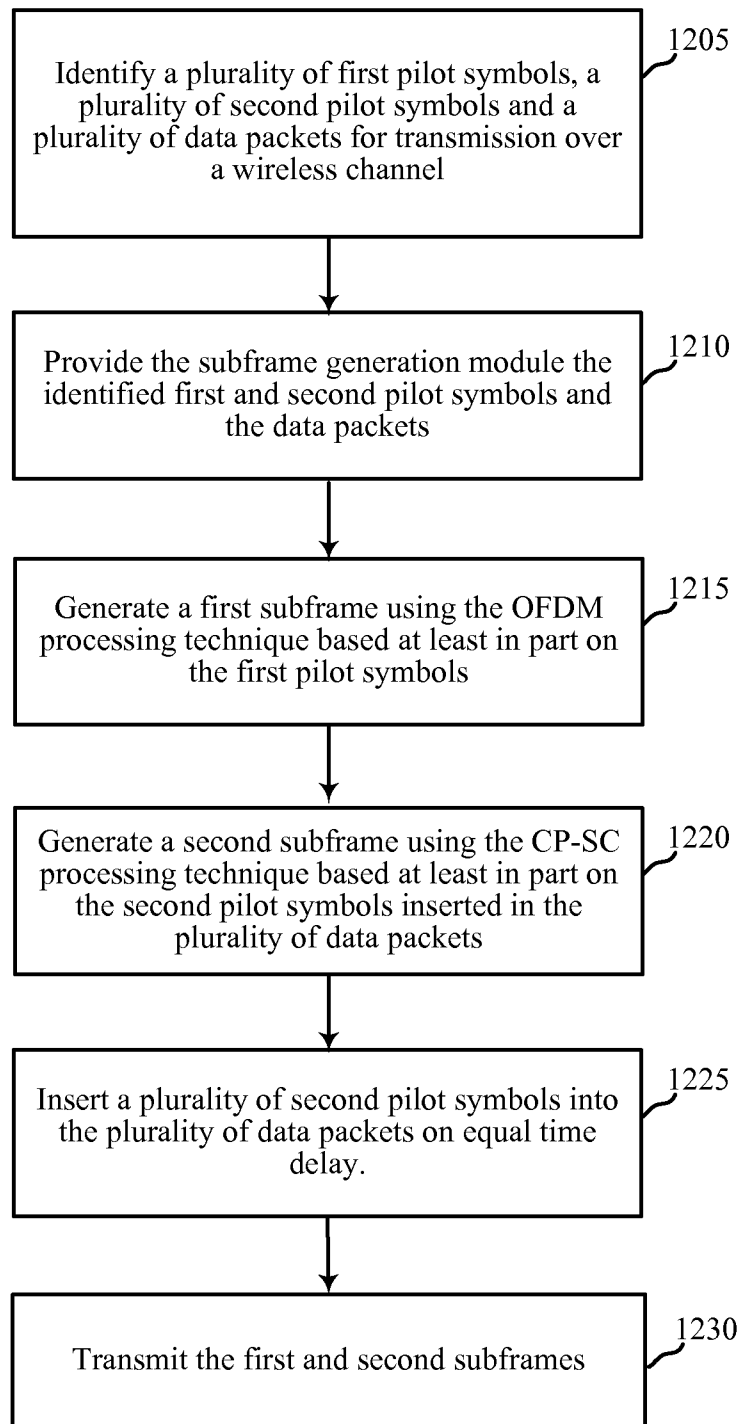 1205
Identify a plurality of first pilot symbols, a
plurality of second pilot symbols and a
plurality of data packets for transmission over
a wireless channel
1210
Provide the subframe generation module the
identified first and second pilot symbols and
the data packets
1215
Generate a first subframe using the OFDM
processing technique based at least in part on
the first pilot symbols
1220
Generate a second subframe using the CP-SC
processing technique based at least in part on
the second pilot symbols inserted in the
plurality of data packets
1225
Insert a plurality of second pilot symbols into
the plurality of data packets on equal time
delay.
1230
Transmit the first and second subframes